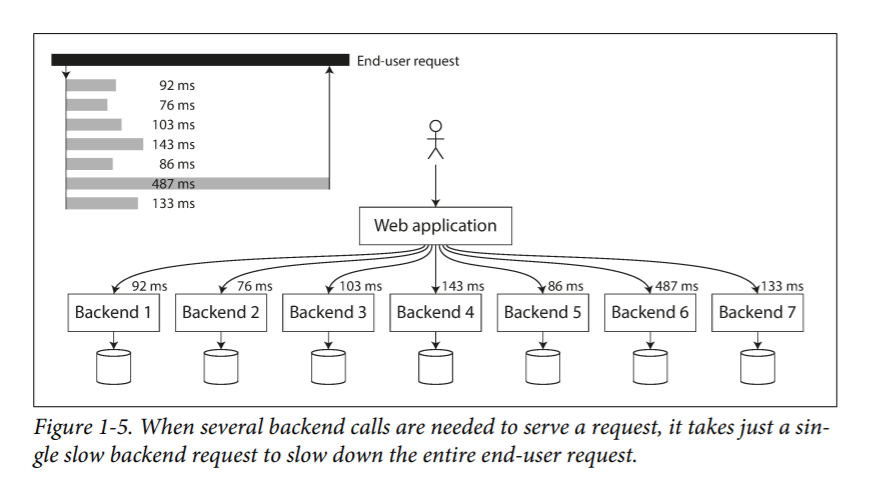 End-user request
92 ms
76 ms
103 ms
143 ms
86 ms
487 ms
133 ms
Web application
92 ms 76 ms 103 ms 143 ms 86 ms 487 ms 133 ms
Backend 1 Backend 2 Backend 3 Backend 4 Backend 5 Backend 6 Backend 7
Figure 1-5. When several backend calls are needed to serve a request, it takes just a sin-
gle slow backend request to slow down the entire end-user request.